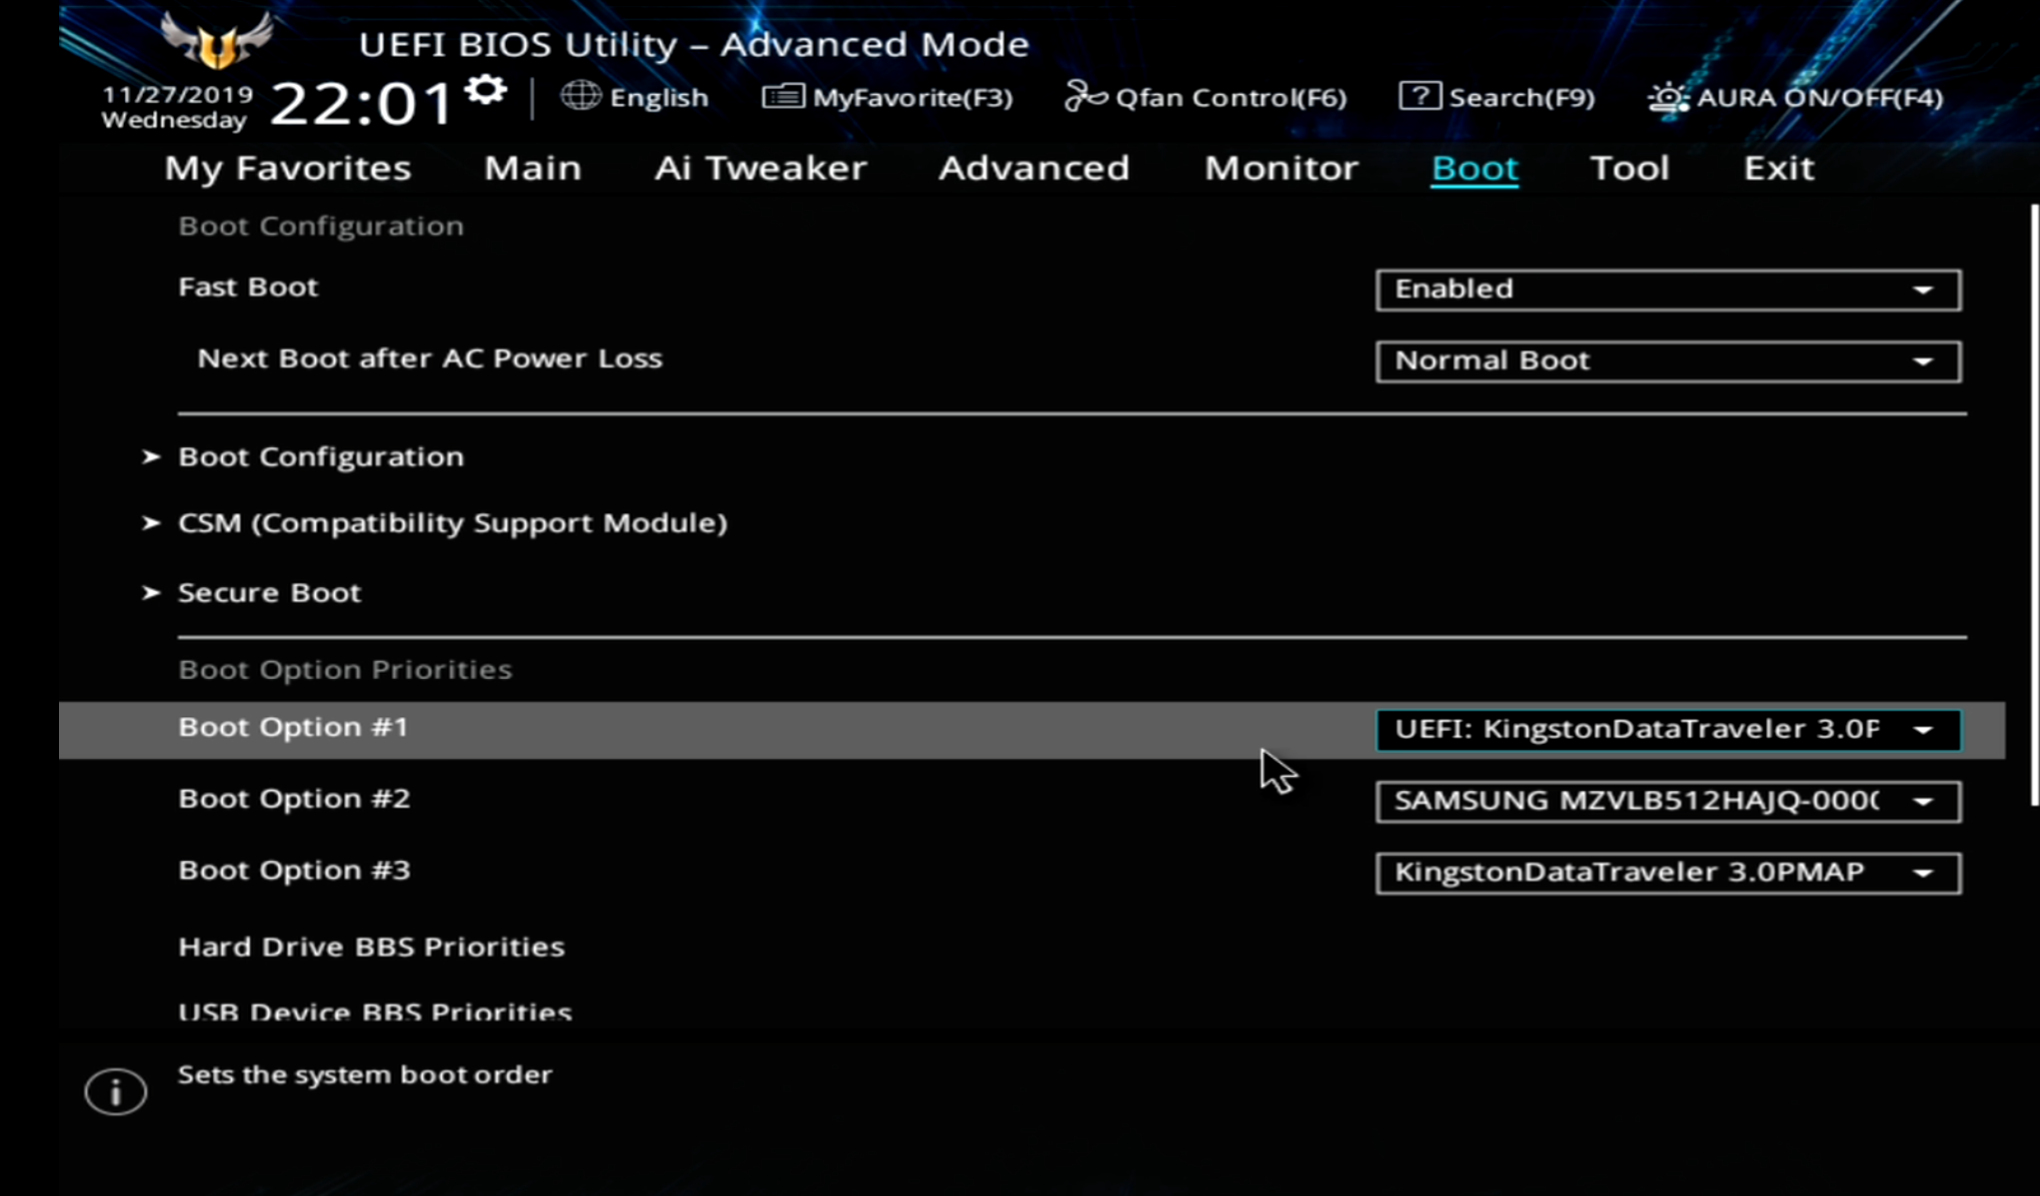 UEFI BIOS Utility – Advanced Mode
11/27/2019
Wednesday
22:01
English
MyFavorite(F3)
Qfan Control(F6)
? Search(F9)
AURA ON/OFF(F4)
My Favorites Main Ai Tweaker Advanced Monitor Boot Tool Exit
Boot Configuration
Fast Boot Enabled
Next Boot after AC Power Loss Normal Boot
Boot Configuration
CSM (Compatibility Support Module)
Secure Boot
Boot Option Priorities
Boot Option #1 UEFI: KingstonDataTraveler 3.0P
Boot Option #2 SAMSUNG MZVLB512HAJQ-000
Boot Option #3 KingstonDataTraveler 3.0PMAP
Hard Drive BBS Priorities
USB Device BBS Priorities
i Sets the system boot order